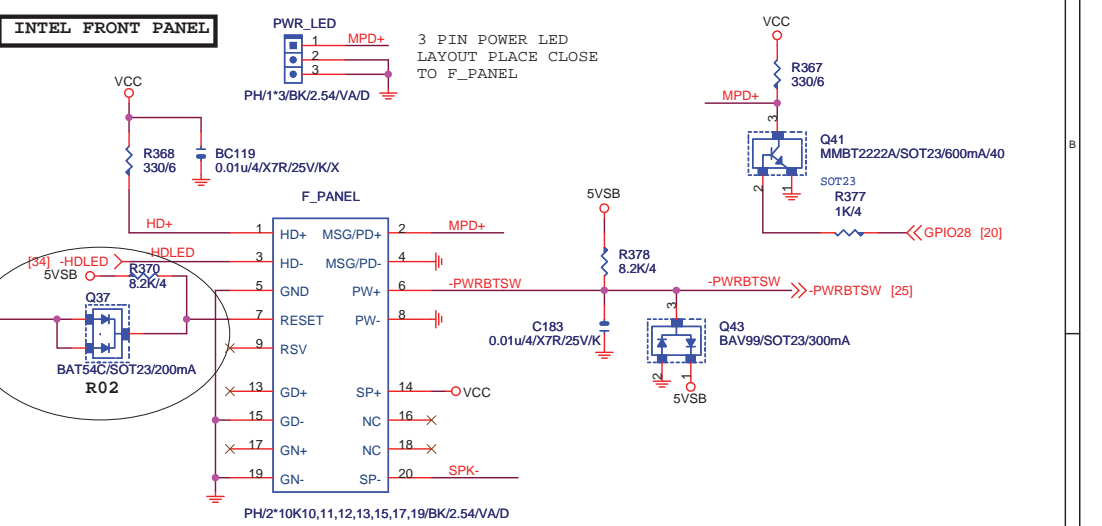 INTEL FRONT PANEL
PWR_LED
1 MPD+
2
3
3 PIN POWER LED
LAYOUT PLACE CLOSE
TO F_PANEL
PH/1*3/BK/2.54/VA/D
VCC
R367
330/6
MPD+
3
Q41
MMBT2222A/SOT23/600mA/40
2
1
SOT23
R377
1K/4
GPIO28 [20]
B
VCC
R368
330/6
BC119
0.01u/4/X7R/25V/K/X
F_PANEL
HD+ 1 HD+ MSG/PD+ 2 MPD+
[34] -HDLED -HDLED 3 HD- MSG/PD- 4
5 GND PW+ 6 -PWRBTSW
7 RESET PW- 8
9 RSV
13 GD+ SP+ 14 VCC
15 GD- NC 16
17 GN+ NC 18
19 GN- SP- 20 SPK-
PH/2*10K10,11,12,13,15,17,19/BK/2.54/VA/D
5VSB
R370
8.2K/4
Q37
BAT54C/SOT23/200mA
R02
5VSB
R378
8.2K/4
-PWRBTSW
-PWRBTSW [25]
C183
0.01u/4/X7R/25V/K
3
Q43
BAV99/SOT23/300mA
2
1
5VSB